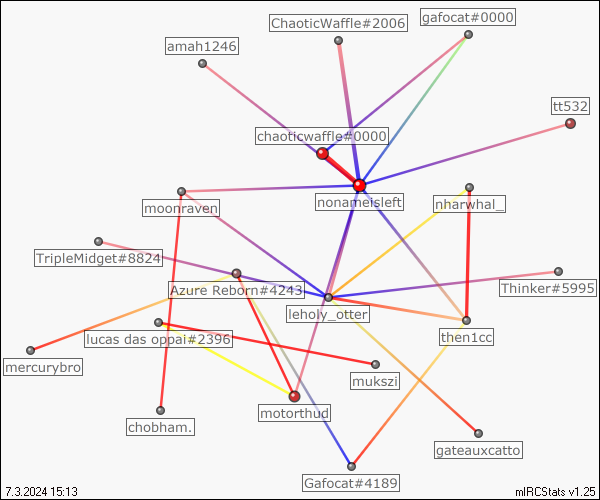 ChaoticWaffle#2006
gafocat#0000
amah1246
tt532
chaoticwaffle#0000
nonameisleft
nharwhal_
moonraven
TripleMidget#8824
Azure Reborn#4243
Thinker#5995
leholy_otter
lucas das oppai#2396
then1cc
mercurybro
mukszi
motorthud
chobham.
gateauxcatto
Gafocat#4189
7.3.2024 15:13
mIRCStats v1.25